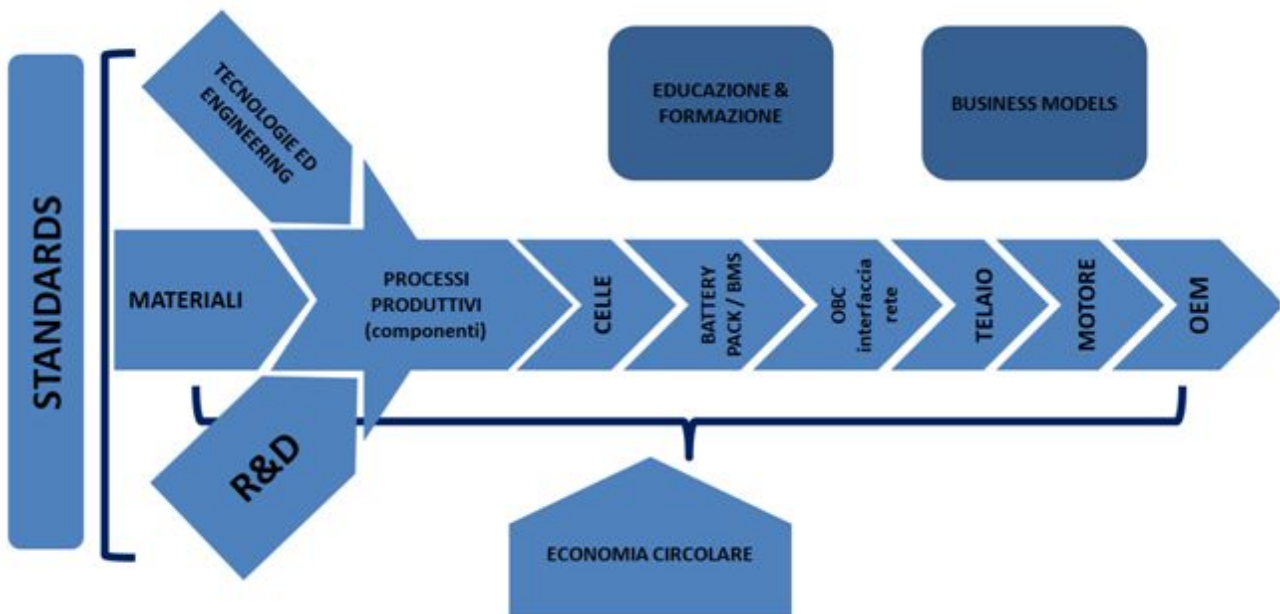 STANDARDS
TECNOLOGIE ED
ENGINEERING
MATERIALI
R&D
PROCESSI
PRODUTTIVI
(componenti)
CELLE
BATTERY
PACK / BMS
OBC
interfaccia
rete
TELAIO
MOTORE
OEM
EDUCAZIONE &
FORMAZIONE
BUSINESS MODELS
ECONOMIA CIRCOLARE